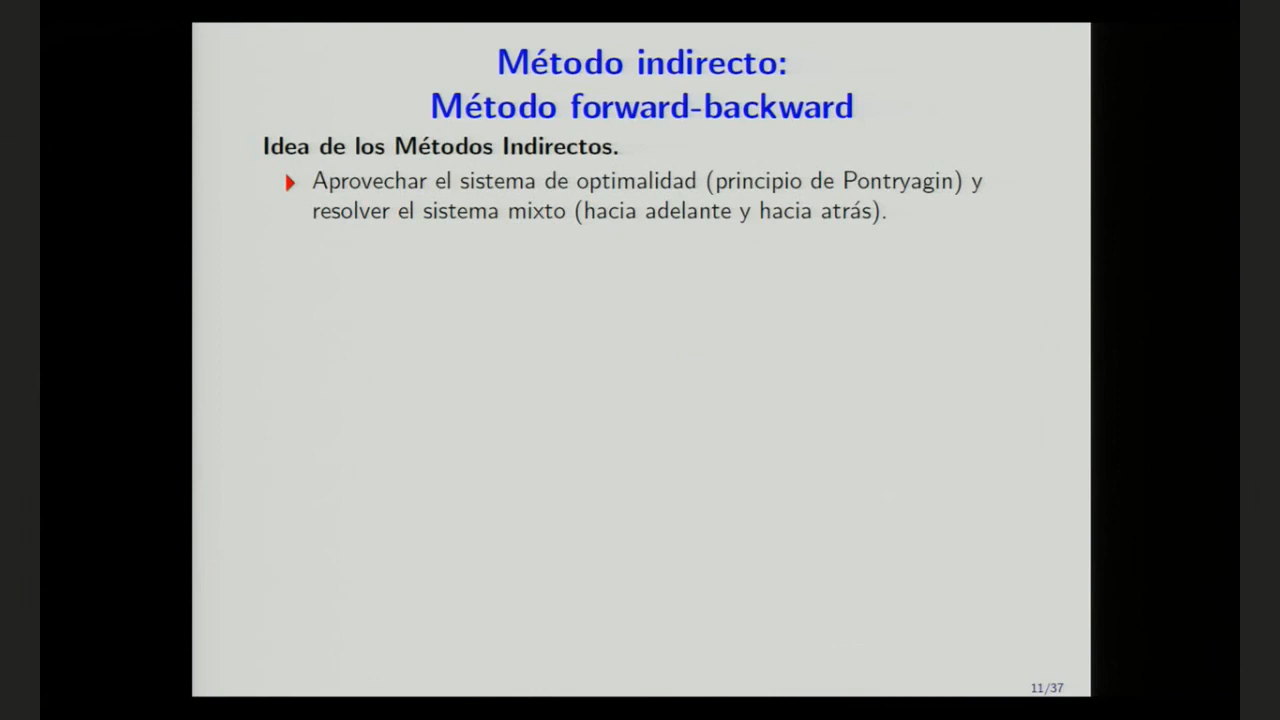 Método indirecto:
Método forward-backward
Idea de los Métodos Indirectos.
Aprovechar el sistema de optimalidad (principio de Pontryagin) y
resolver el sistema mixto (hacia adelante y hacia atrás).
11/37